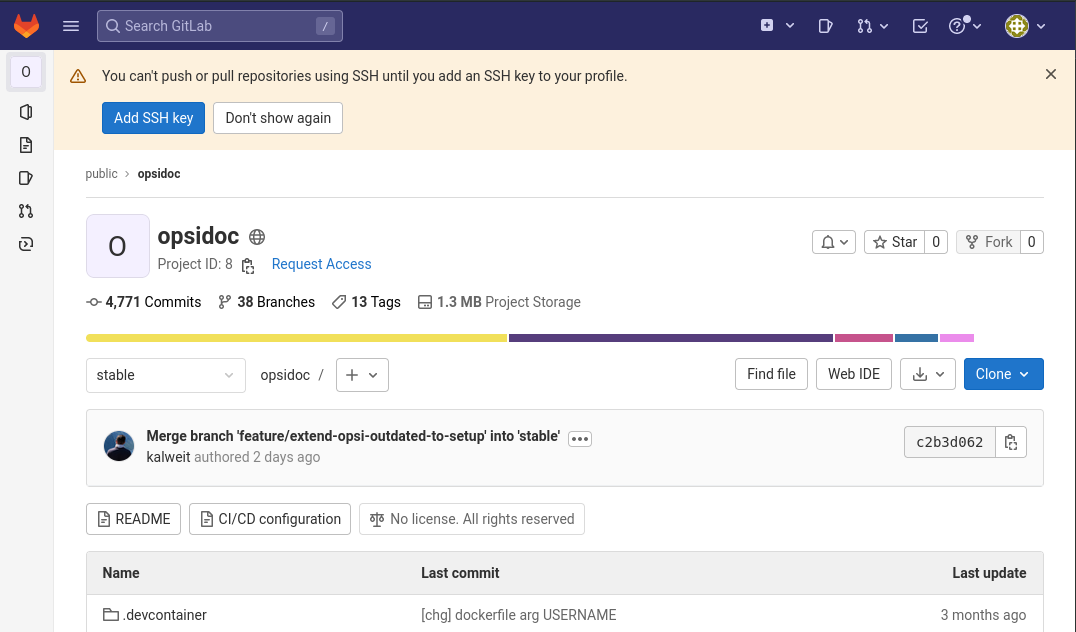 Search GitLab /
O
You can't push or pull repositories using SSH until you add an SSH key to your profile.
Add SSH key Don't show again
public › opsidoc
O
opsidoc
Project ID: 8 Request Access
Star 0 Fork 0
4,771 Commits 38 Branches 13 Tags 1.3 MB Project Storage
stable opsidoc / + Find file Web IDE Clone
Merge branch 'feature/extend-opsi-outdated-to-setup' into 'stable' •••
kalweit authored 2 days ago
c2b3d062
README CI/CD configuration No license. All rights reserved
Name Last commit Last update
.devcontainer [chg] dockerfile arg USERNAME 3 months ago